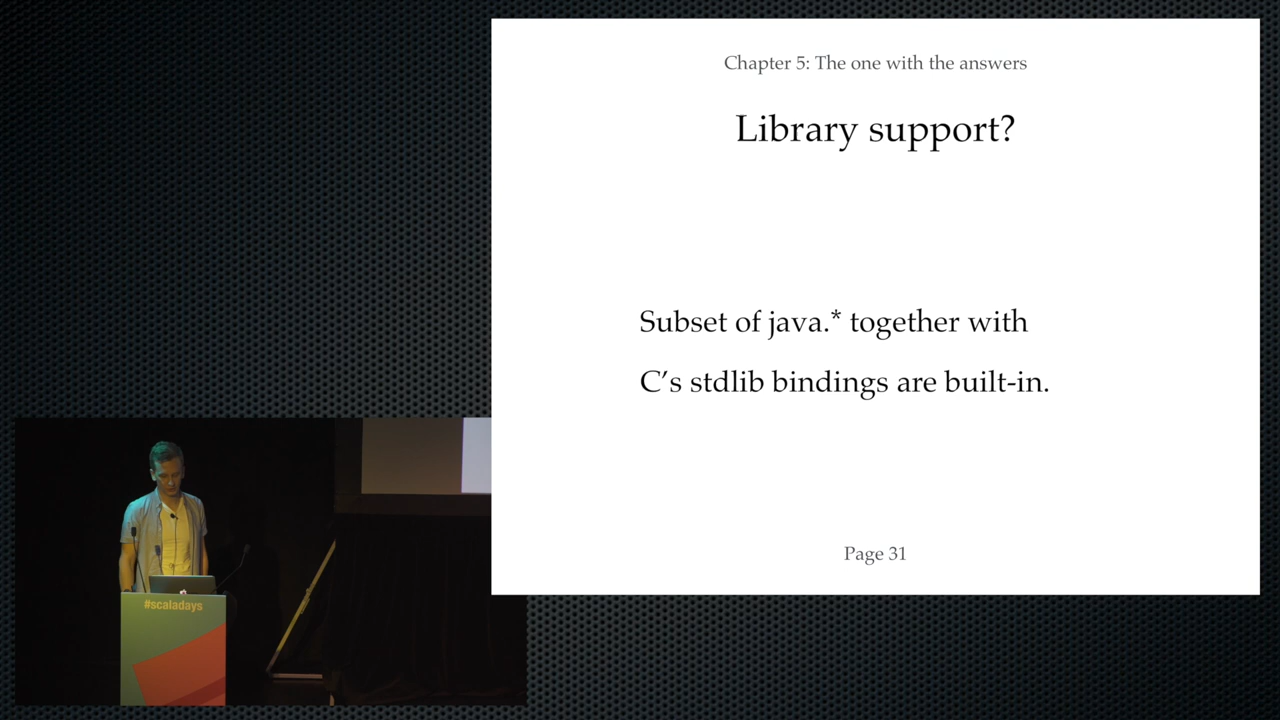 Chapter 5: The one with the answers
Library support?
Subset of java.* together with
C's stdlib bindings are built-in.
Page 31
#scaladays